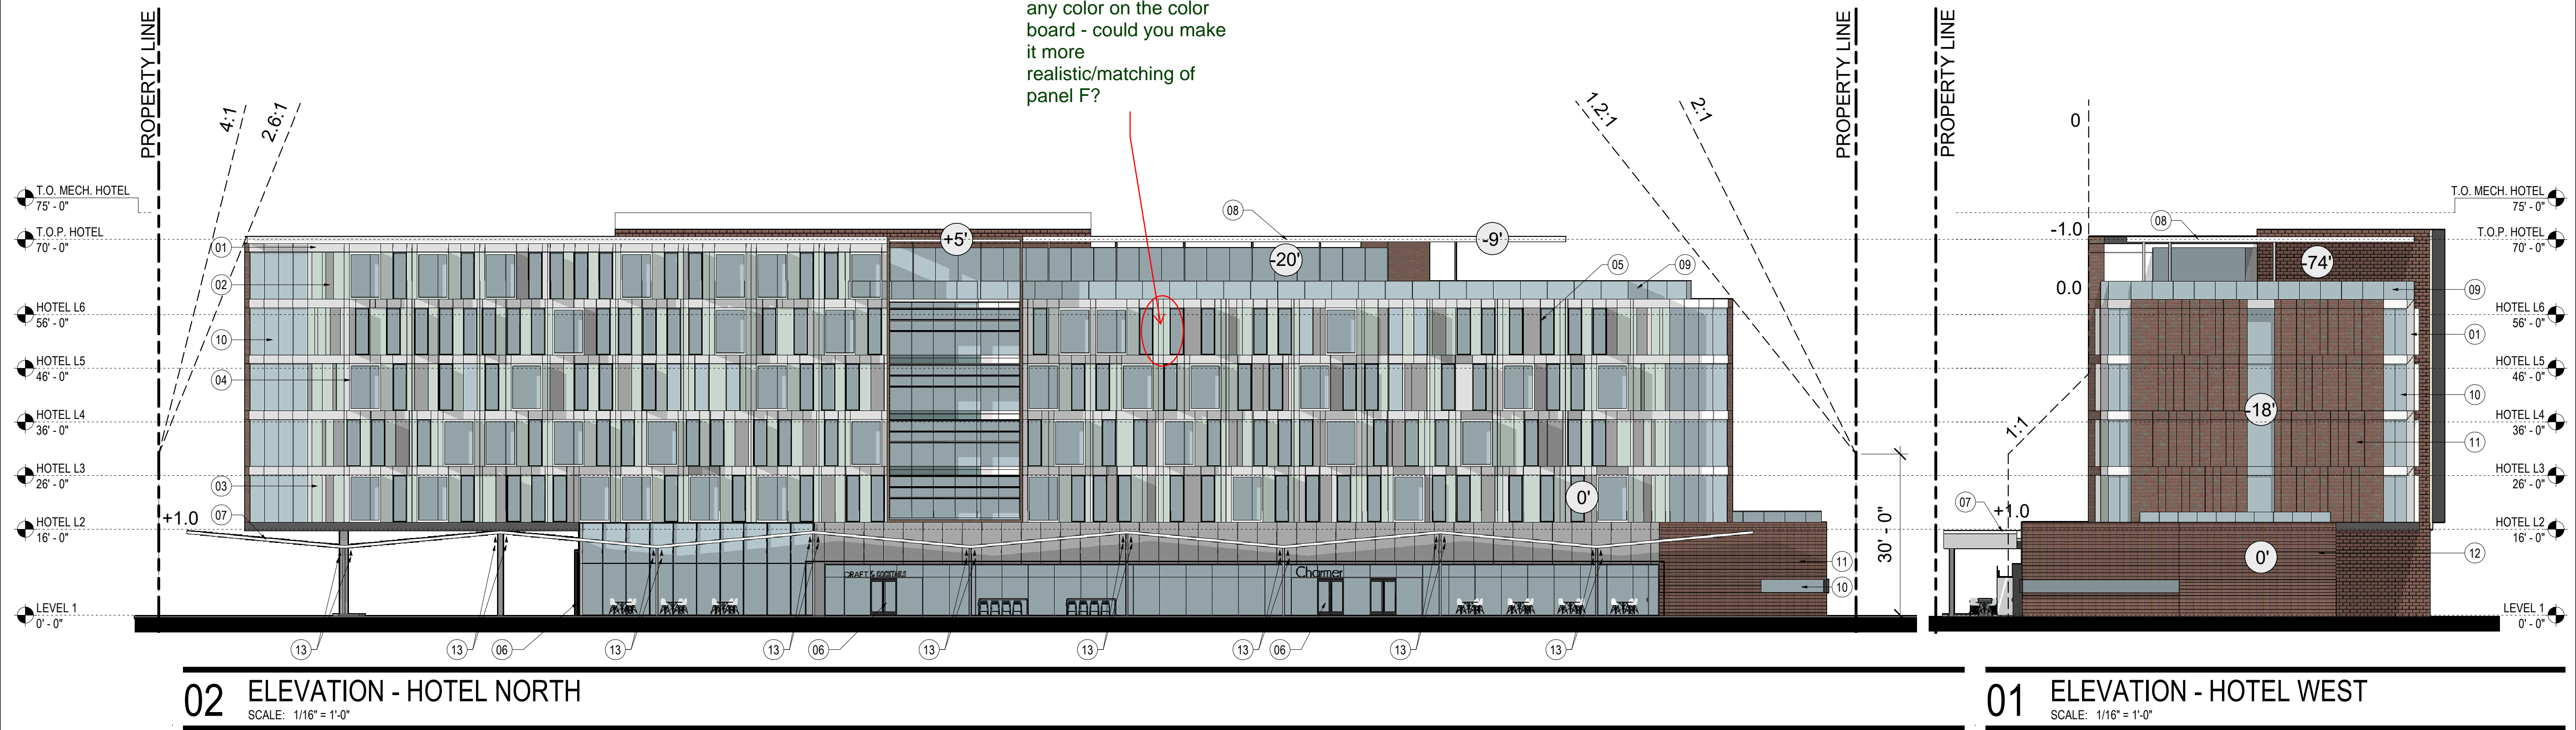 any color on the color
board - could you make
it more
realistic/matching of
panel F?
PROPERTY LINE
4:1
2.6:1
1.2:1
2:1
PROPERTY LINE
T.O. MECH. HOTEL
75' - 0"
T.O.P. HOTEL
70' - 0"
HOTEL L6
56' - 0"
HOTEL L5
46' - 0"
HOTEL L4
36' - 0"
HOTEL L3
26' - 0"
HOTEL L2
16' - 0"
LEVEL 1
0' - 0"
01
02
10
04
03
07
+1.0
+5'
08
-20'
-9'
05
09
0'
30' - 0"
CRAFT & COCKTAILS
Charmer
11
10
13
13
06
13
13
06
13
13
13
06
13
13
02
ELEVATION - HOTEL NORTH
SCALE: 1/16" = 1'-0"
PROPERTY LINE
0
-1.0
0.0
1:1
+1.0
07
08
-74'
-18'
0'
09
01
10
11
12
T.O. MECH. HOTEL
75' - 0"
T.O.P. HOTEL
70' - 0"
HOTEL L6
56' - 0"
HOTEL L5
46' - 0"
HOTEL L4
36' - 0"
HOTEL L3
26' - 0"
HOTEL L2
16' - 0"
LEVEL 1
0' - 0"
01
ELEVATION - HOTEL WEST
SCALE: 1/16" = 1'-0"